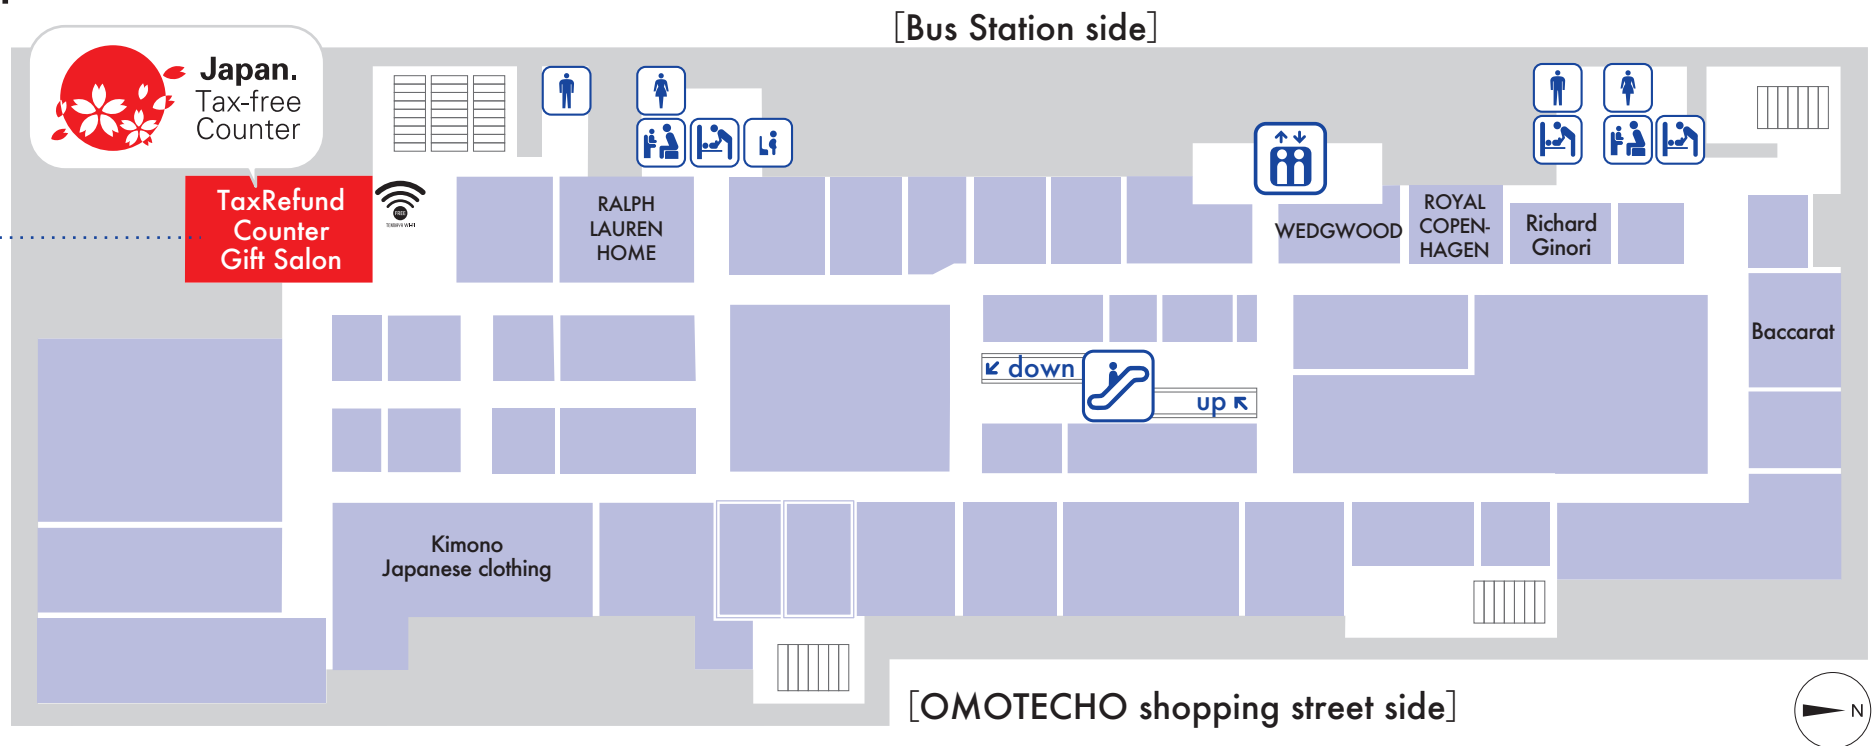 [Bus Station side]
Japan.
Tax-free
Counter
TaxRefund
Counter
Gift Salon
FREE
RALPH
LAUREN
HOME
WEDGWOOD
ROYAL
COPEN-
HAGEN
Richard
Ginori
Baccarat
down
up
Kimono
Japanese clothing
[OMOTECHO shopping street side]
N